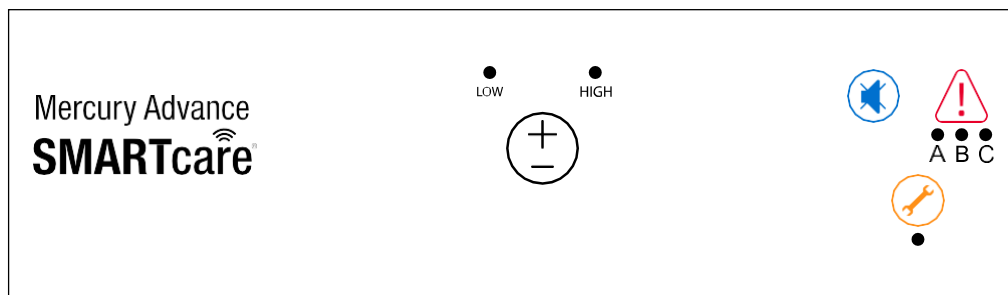 Mercury Advance
SMARTcare®
LOW
HIGH
+
−
!
A B C